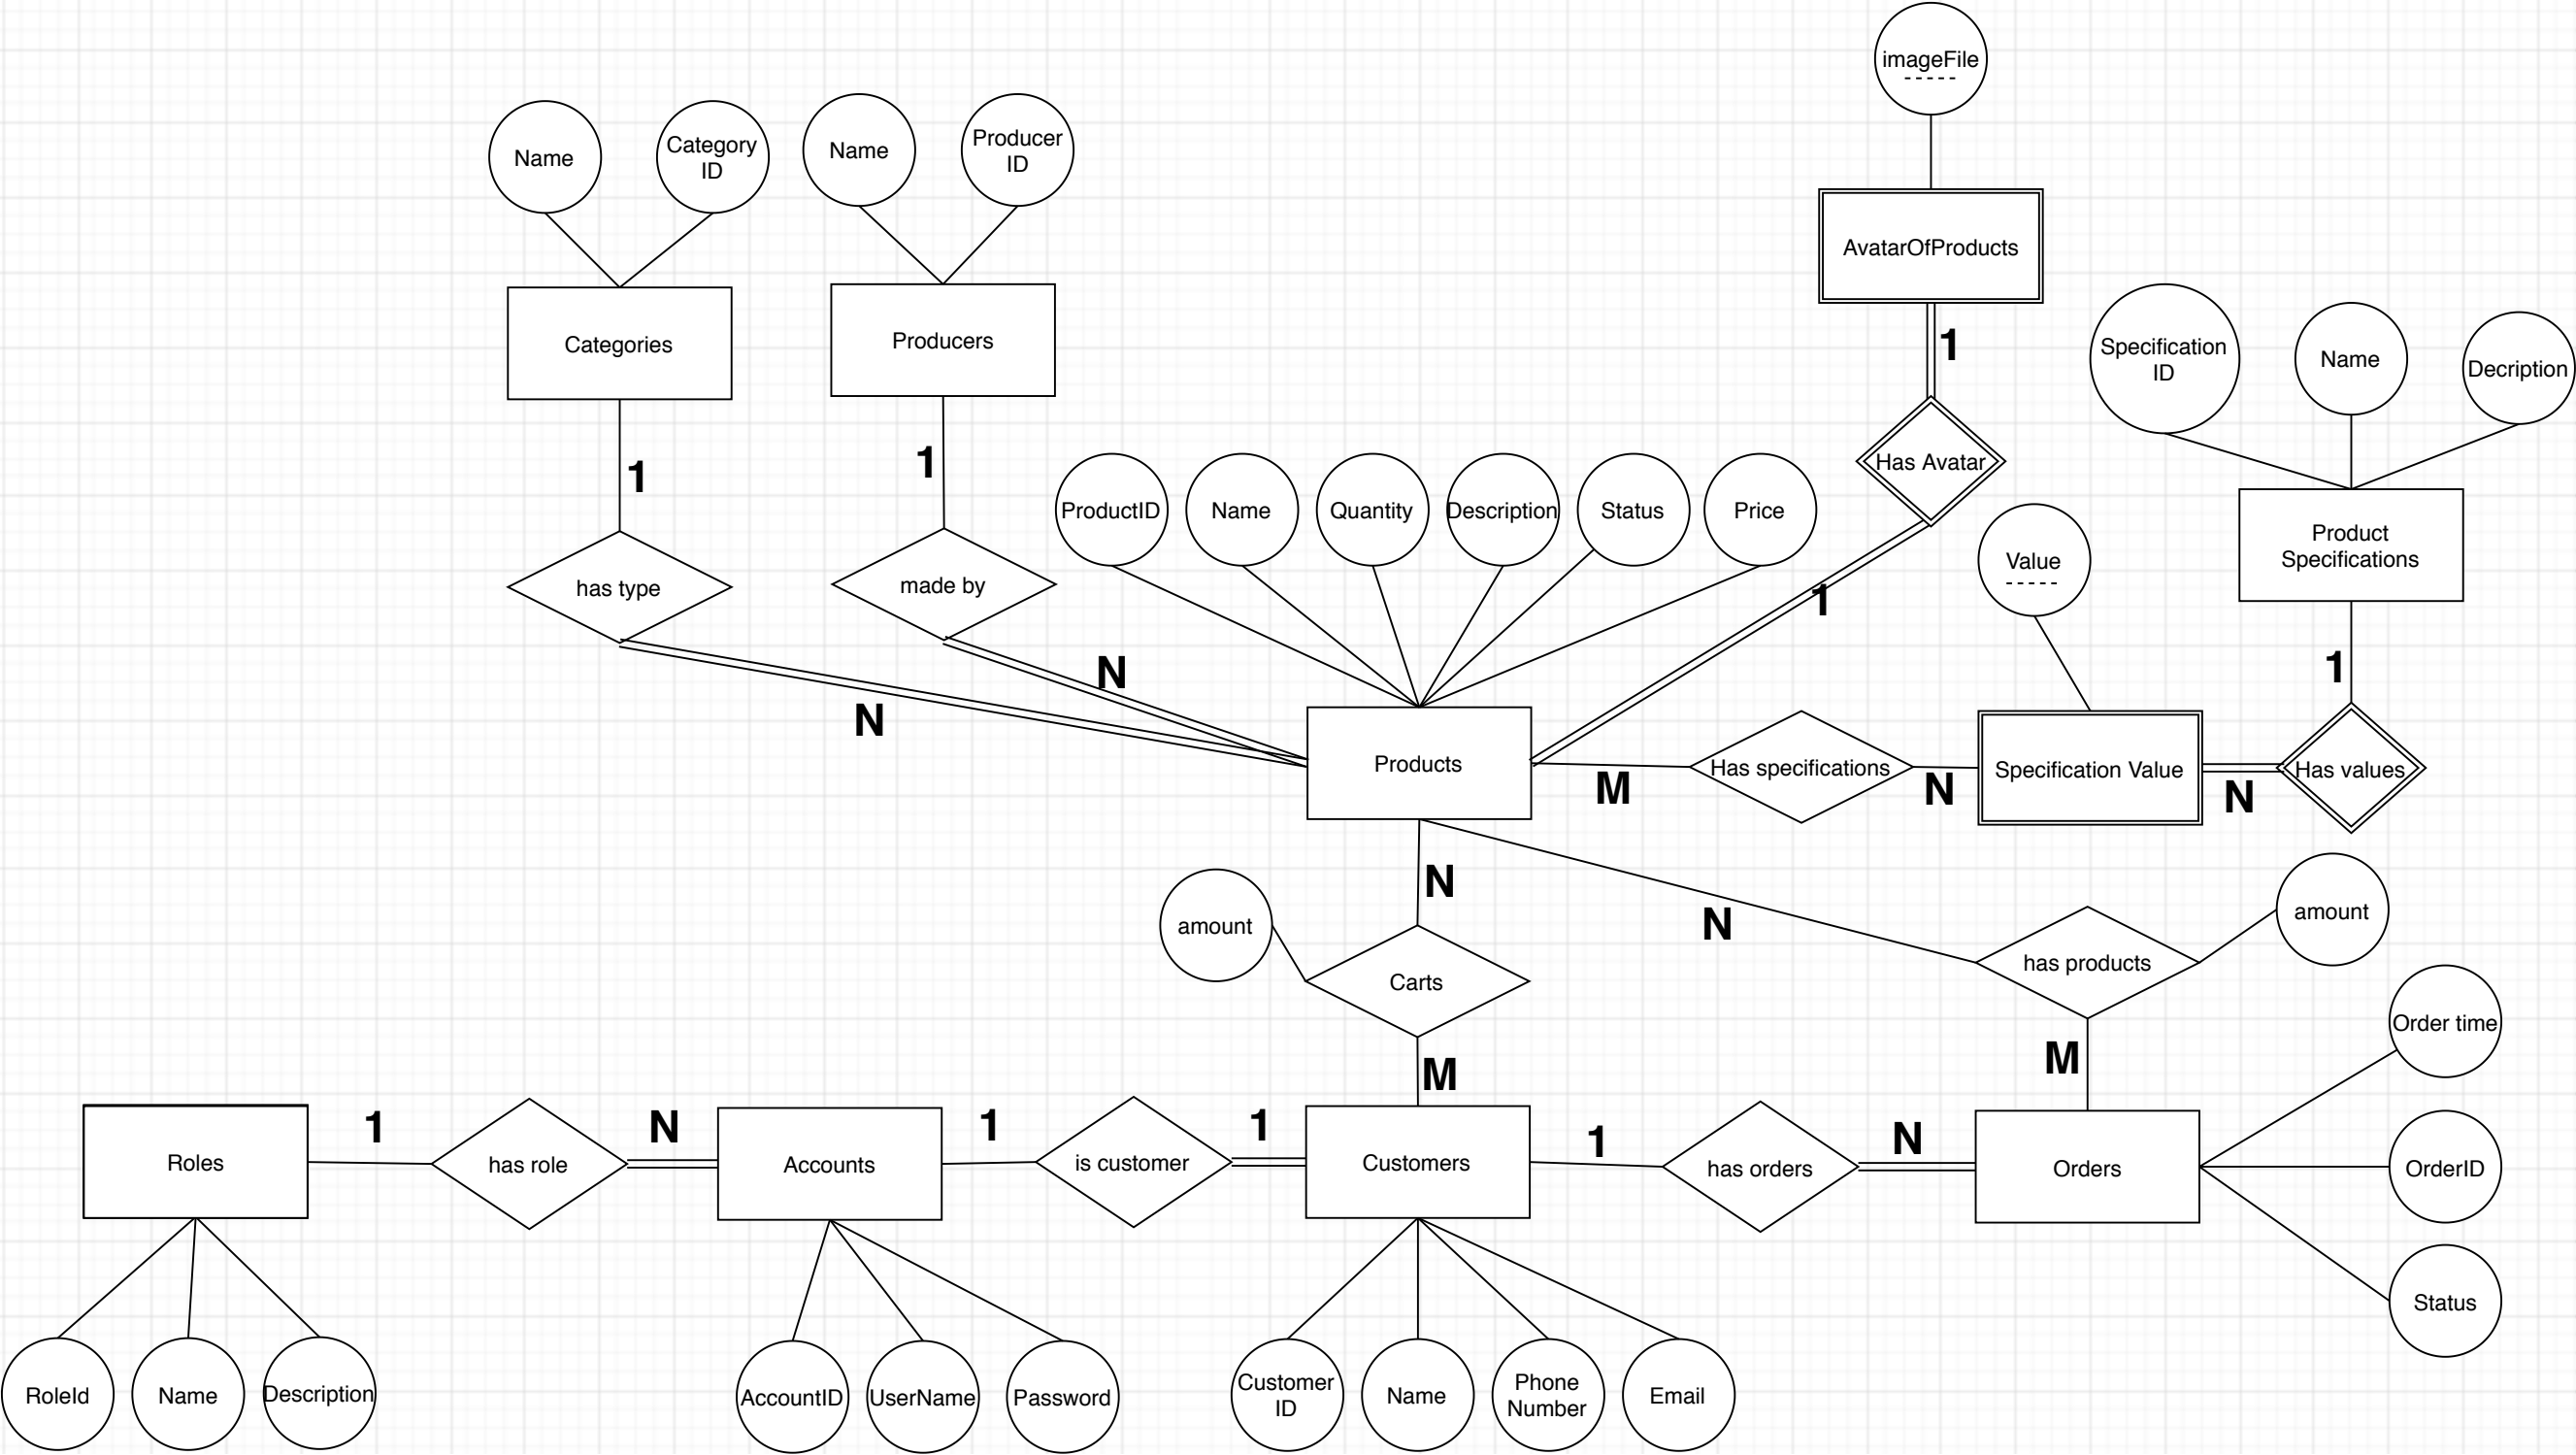 imageFile
Name
Category
ID
Name
Producer
ID
AvatarOfProducts
Categories
Producers
1
Specification
ID
Name
Decription
1
1
Has Avatar
ProductID
Name
Quantity
Description
Status
Price
Value
Product
Specifications
has type
made by
1
N
N
1
Products
M
Has specifications
N
Specification Value
N
Has values
N
amount
N
amount
Carts
has products
M
M
Order time
Roles
1
has role
N
Accounts
1
is customer
1
Customers
1
has orders
N
Orders
OrderID
Status
RoleId
Name
Description
AccountID
UserName
Password
Customer
ID
Name
Phone
Number
Email